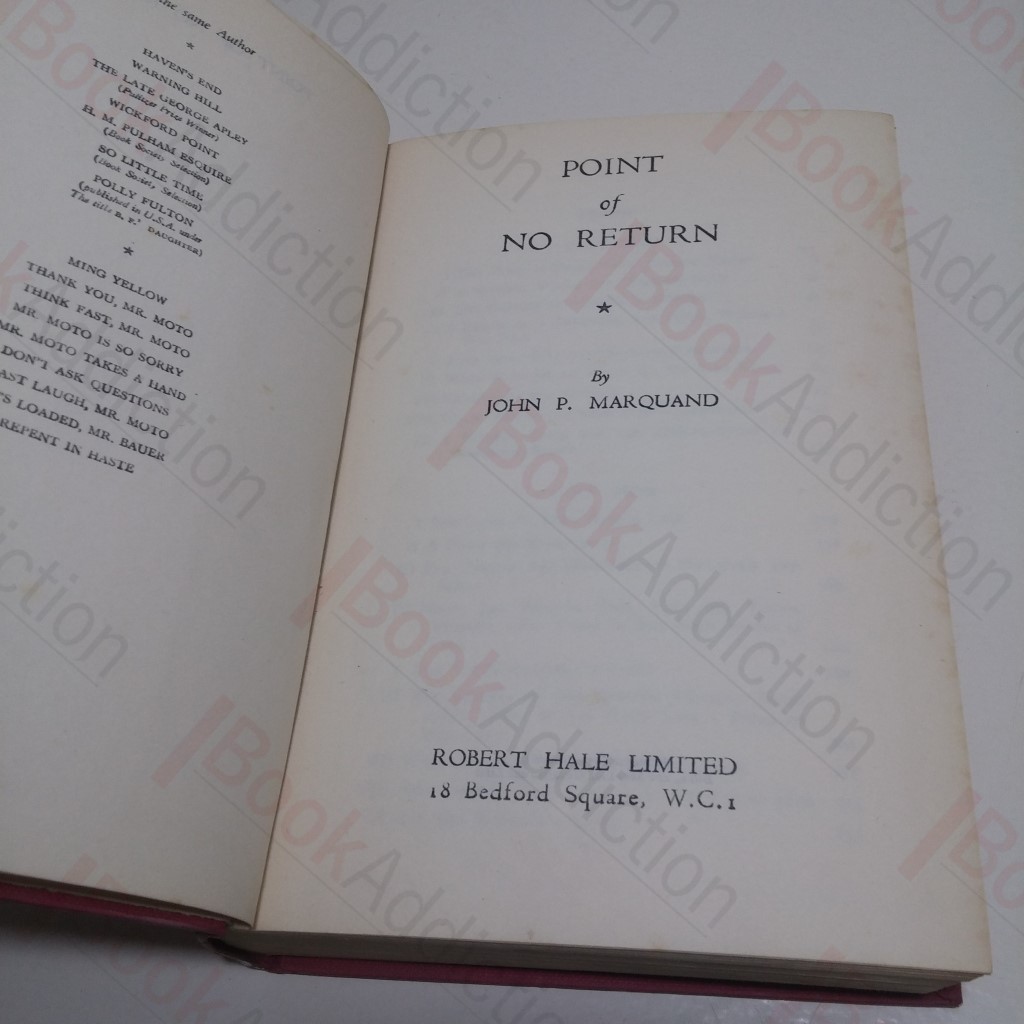 the same Author
★
HAVEN'S END
WARNING HILL
THE LATE GEORGE APLEY
(Pulitzer Prize Winner)
WICKFORD POINT
H. M. PULHAM ESQUIRE
(Book Society Selection)
SO LITTLE TIME
(Book Society Selection)
POLLY FULTON
(published in U.S.A. under
The title B. F.' DAUGHTER)
★
MING YELLOW
THANK YOU, MR. MOTO
THINK FAST, MR. MOTO
MR. MOTO IS SO SORRY
MR. MOTO TAKES A HAND
DON'T ASK QUESTIONS
AST LAUGH, MR. MOTO
'S LOADED, MR. BAUER
REPENT IN HASTE
POINT
of
NO RETURN
★
By
JOHN P. MARQUAND
ROBERT HALE LIMITED
18 Bedford Square, W.C.1
BookAddiction